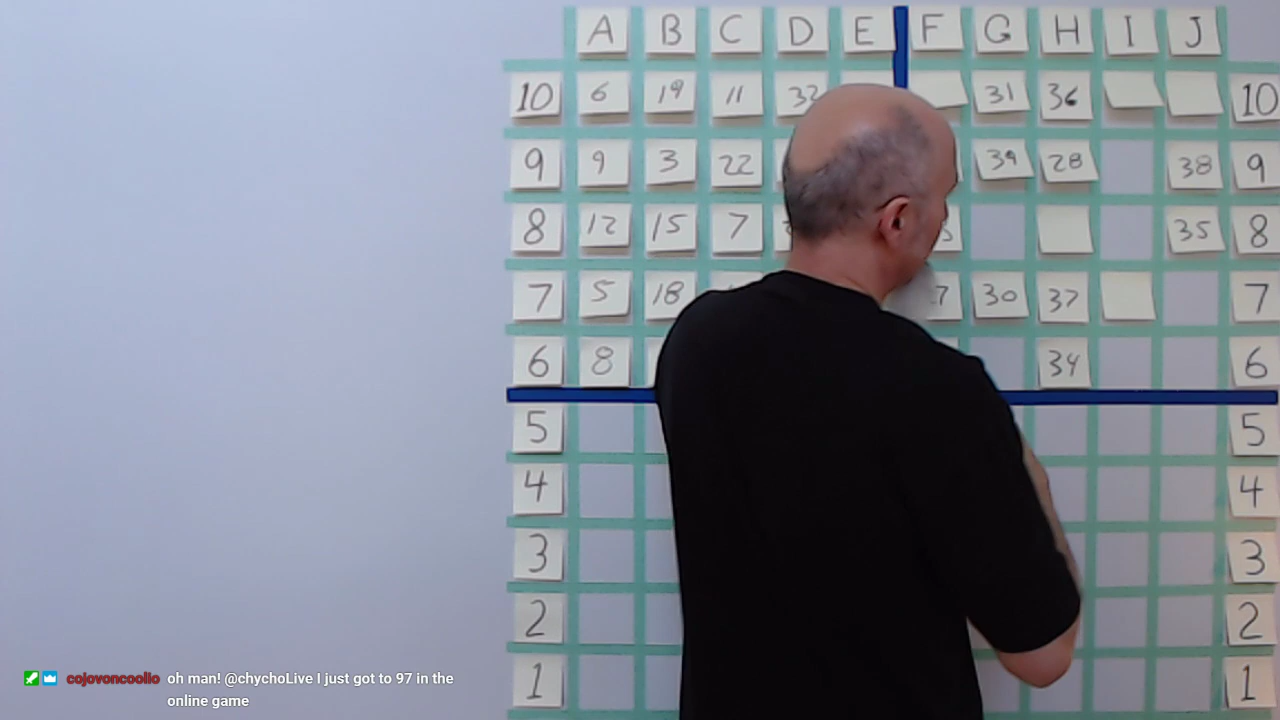 A B C D E F G H I J
10 6 19 11 32 31 36 10
9 9 3 22 39 28 38 9
8 12 15 7 35 8
7 5 18 30 37 7
6 8 34 6
5 5
4 4
3 3
2 2
1 1
cojovoncoolio oh man! @chychoLive I just got to 97 in the
online game